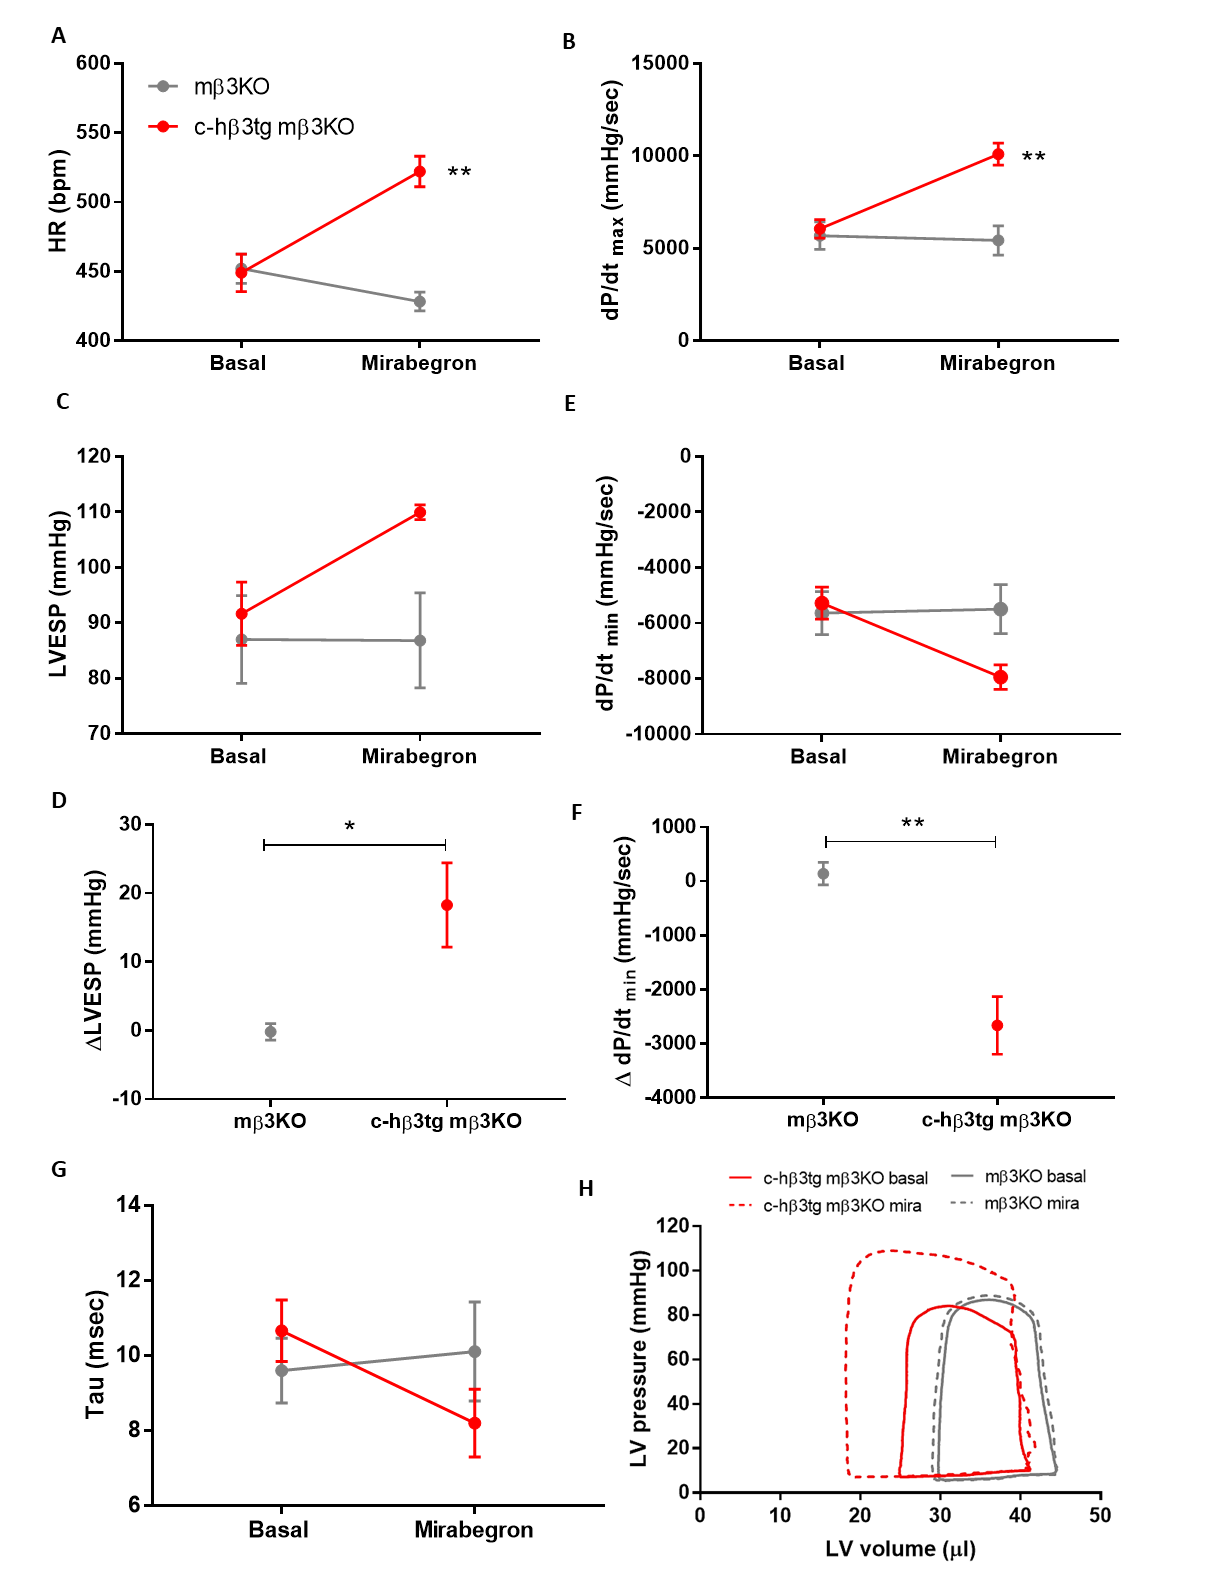 A
600
550
500
450
400
HR (bpm)
mβ3KO
c-hβ3tg mβ3KO
**
Basal
Mirabegron
B
15000
10000
5000
0
dP/dt max (mmHg/sec)
**
Basal
Mirabegron
C
120
110
100
90
80
70
LVESP (mmHg)
Basal
Mirabegron
E
0
-2000
-4000
-6000
-8000
-10000
dP/dt min (mmHg/sec)
Basal
Mirabegron
D
30
20
10
0
-10
ΔLVESP (mmHg)
*
mβ3KO
c-hβ3tg mβ3KO
F
1000
0
-1000
-2000
-3000
-4000
Δ dP/dt min (mmHg/sec)
**
mβ3KO
c-hβ3tg mβ3KO
G
14
12
10
8
6
Tau (msec)
Basal
Mirabegron
H
c-hβ3tg mβ3KO basal
mβ3KO basal
c-hβ3tg mβ3KO mira
mβ3KO mira
120
100
80
60
40
20
0
LV pressure (mmHg)
0
10
20
30
40
50
LV volume (μl)